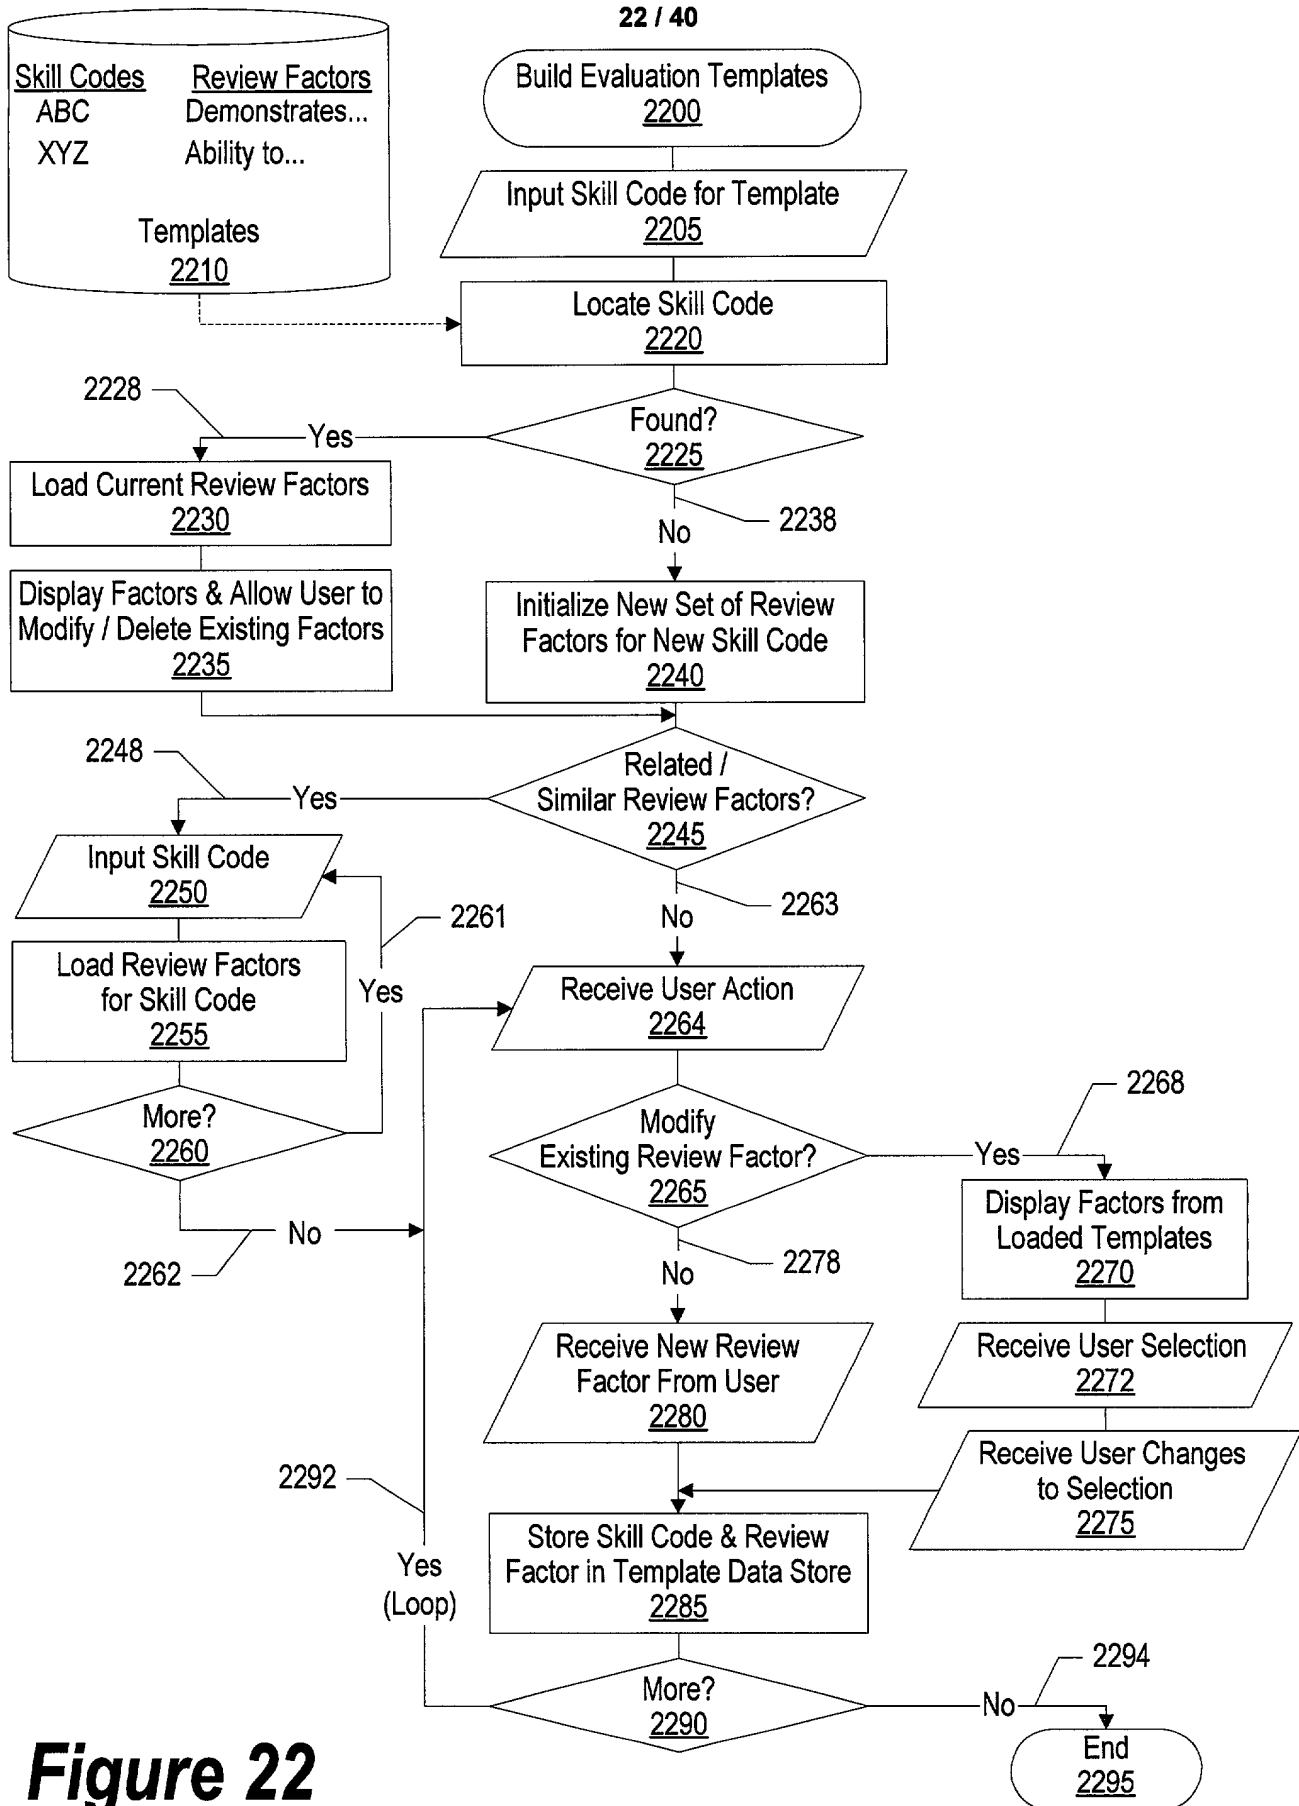 22 / 40
Skill Codes Review Factors
ABC Demonstrates...
XYZ Ability to...
Templates
2210
Build Evaluation Templates
2200
Input Skill Code for Template
2205
Locate Skill Code
2220
Found?
2225
2228
Yes
2238
No
Load Current Review Factors
2230
Display Factors & Allow User to
Modify / Delete Existing Factors
2235
Initialize New Set of Review
Factors for New Skill Code
2240
Related /
Similar Review Factors?
2245
2248
Yes
2263
No
Input Skill Code
2250
Load Review Factors
for Skill Code
2255
2261
Yes
More?
2260
No
2262
Receive User Action
2264
Modify
Existing Review Factor?
2265
2268
Yes
2278
No
Display Factors from
Loaded Templates
2270
Receive User Selection
2272
Receive User Changes
to Selection
2275
Receive New Review
Factor From User
2280
Store Skill Code & Review
Factor in Template Data Store
2285
2292
Yes
(Loop)
More?
2290
2294
No
End
2295
Figure 22